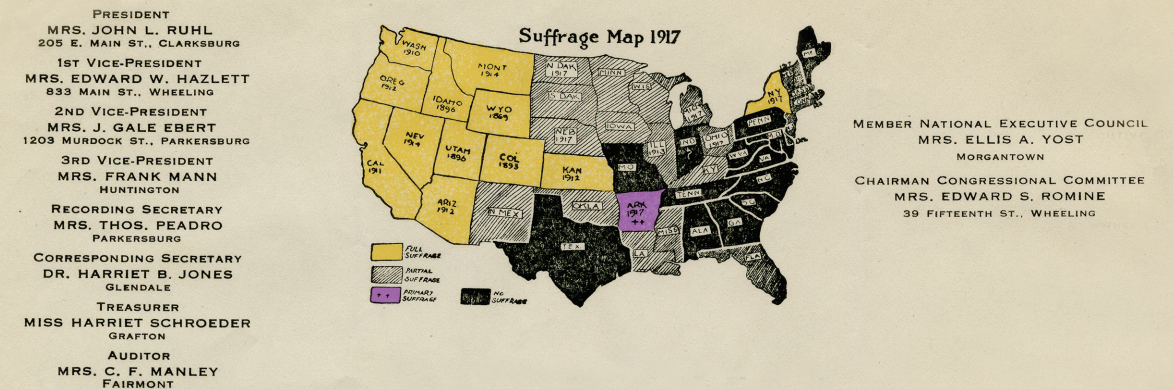 PRESIDENT
MRS. JOHN L. RUHL
205 E. MAIN ST., CLARKSBURG
1ST VICE-PRESIDENT
MRS. EDWARD W. HAZLETT
833 MAIN ST., WHEELING
2ND VICE-PRESIDENT
MRS. J. GALE EBERT
1203 MURDOCK ST., PARKERSBURG
3RD VICE-PRESIDENT
MRS. FRANK MANN
HUNTINGTON
RECORDING SECRETARY
MRS. THOS. PEADRO
PARKERSBURG
CORRESPONDING SECRETARY
DR. HARRIET B. JONES
GLENDALE
TREASURER
MISS HARRIET SCHROEDER
GRAFTON
AUDITOR
MRS. C. F. MANLEY
FAIRMONT
Suffrage Map 1917
WASH
1910
OREG
1912
CAL
1911
NEV
1914
IDAHO
1896
MONT
1914
WYO
1869
UTAH
1896
COL
1893
ARIZ
1912
KAN
1912
N MEX
N DAK
1917
S DAK
NEB
1917
OKLA
TEX
MINN
IOWA
MO
ARK
1917
++
LA
WIS
ILL
1913
MICH
1917
IND
OHIO
1917
KY
TENN
MISS
ALA
GA
FLA
NC
VA
W VA
PENN
NY
1917
ME
FULL
SUFFRAGE
PARTIAL
SUFFRAGE
++ PRIMARY
SUFFRAGE
NO
SUFFRAGE
MEMBER NATIONAL EXECUTIVE COUNCIL
MRS. ELLIS A. YOST
MORGANTOWN
CHAIRMAN CONGRESSIONAL COMMITTEE
MRS. EDWARD S. ROMINE
39 FIFTEENTH ST., WHEELING